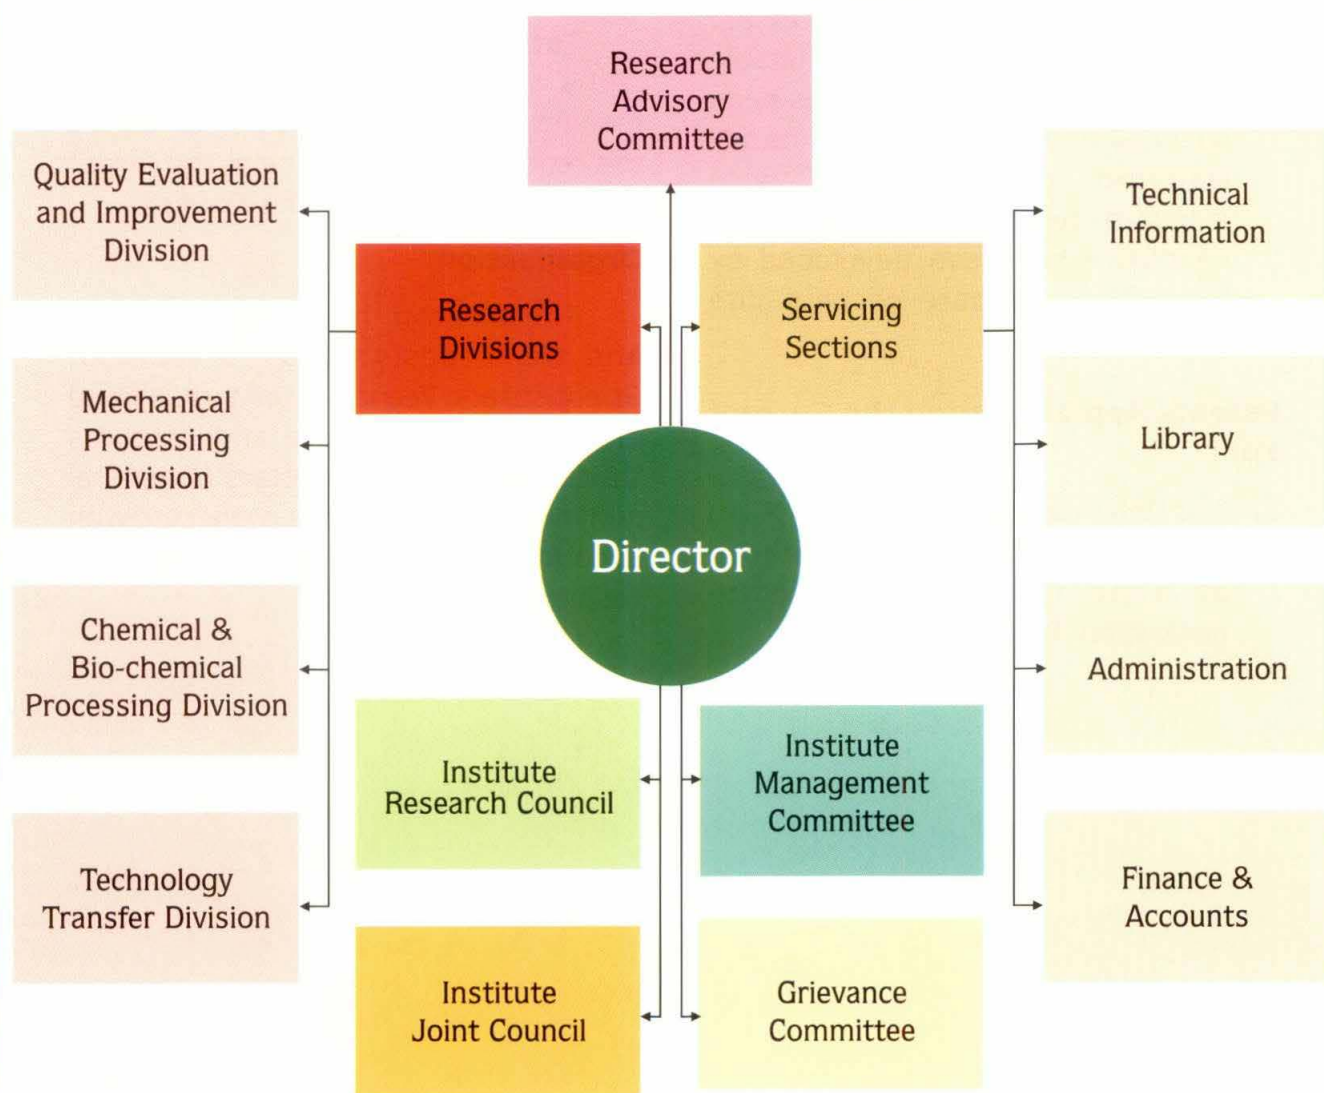 Research
Advisory
Committee
Quality Evaluation
and Improvement
Division
Technical
Information
Research
Divisions
Servicing
Sections
Mechanical
Processing
Division
Library
Director
Chemical &
Bio-chemical
Processing Division
Administration
Institute
Research Council
Institute
Management
Committee
Technology
Transfer Division
Finance &
Accounts
Institute
Joint Council
Grievance
Committee